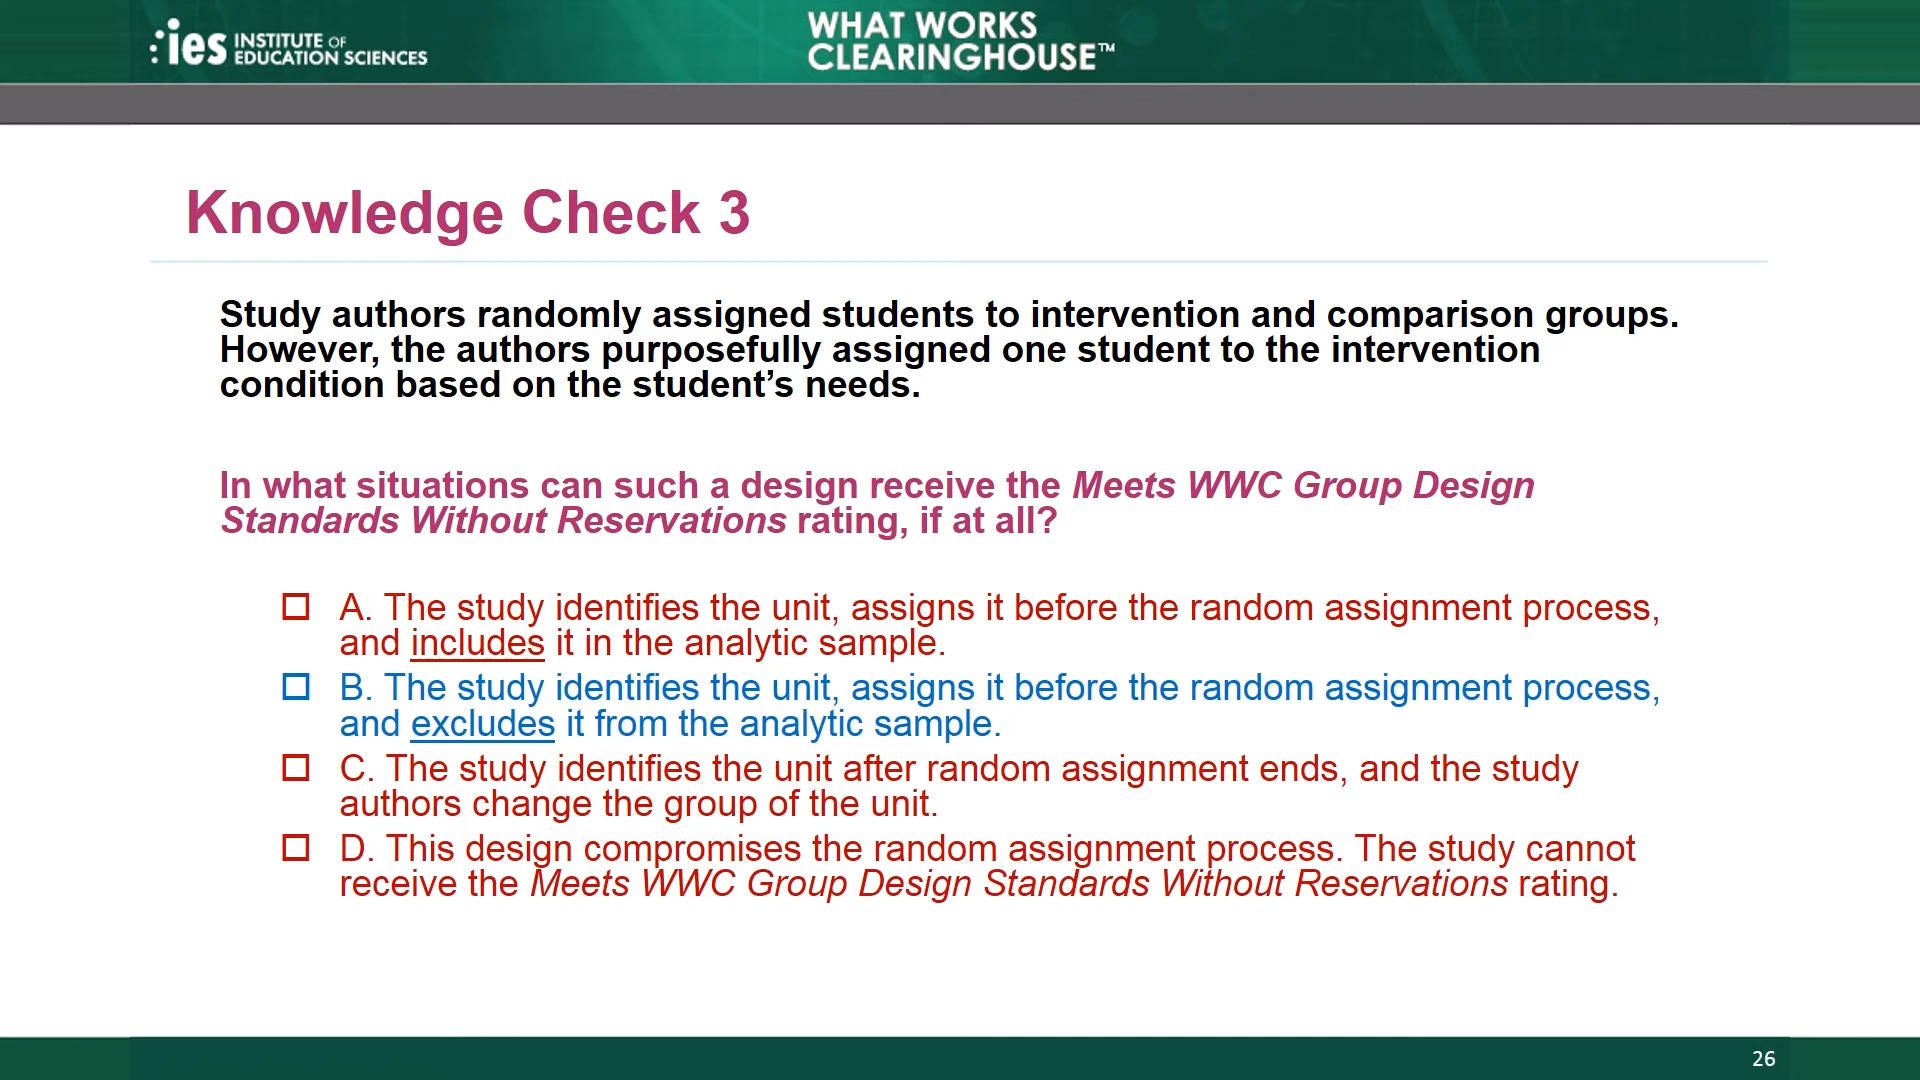 ies INSTITUTE OF
EDUCATION SCIENCES
WHAT WORKS
CLEARINGHOUSE™
Knowledge Check 3
Study authors randomly assigned students to intervention and comparison groups.
However, the authors purposefully assigned one student to the intervention
condition based on the student’s needs.
In what situations can such a design receive the Meets WWC Group Design
Standards Without Reservations rating, if at all?
A. The study identifies the unit, assigns it before the random assignment process,
and includes it in the analytic sample.
B. The study identifies the unit, assigns it before the random assignment process,
and excludes it from the analytic sample.
C. The study identifies the unit after random assignment ends, and the study
authors change the group of the unit.
D. This design compromises the random assignment process. The study cannot
receive the Meets WWC Group Design Standards Without Reservations rating.
26